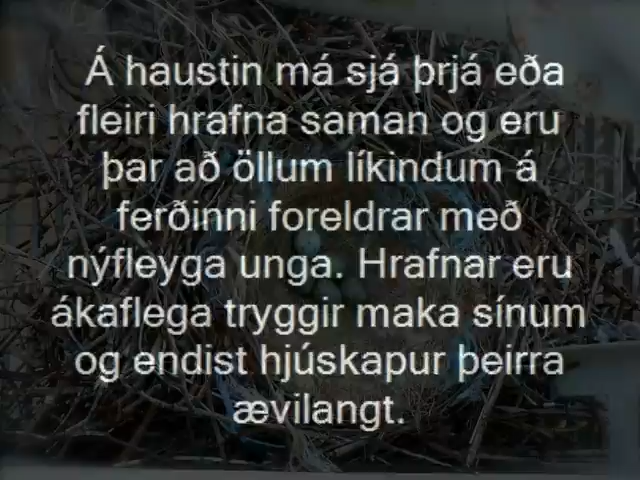 Á haustin má sjá þrjá eða
fleiri hrafna saman og eru
þar að öllum líkindum á
ferðinni foreldrar með
nýfleyga unga. Hrafnar eru
ákaflega tryggir maka sínum
og endist hjúskapur þeirra
ævilangt.